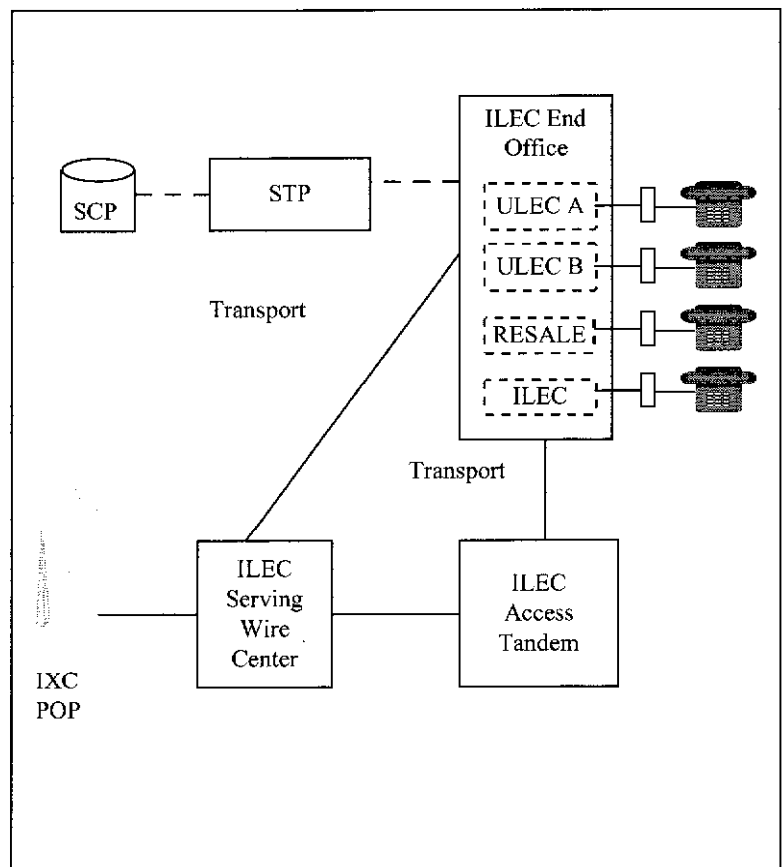 ILEC End
Office
SCP
STP
ULEC A
ULEC B
Transport
RESALE
ILEC
Transport
ILEC
Serving
Wire
Center
ILEC
Access
Tandem
IXC
POP